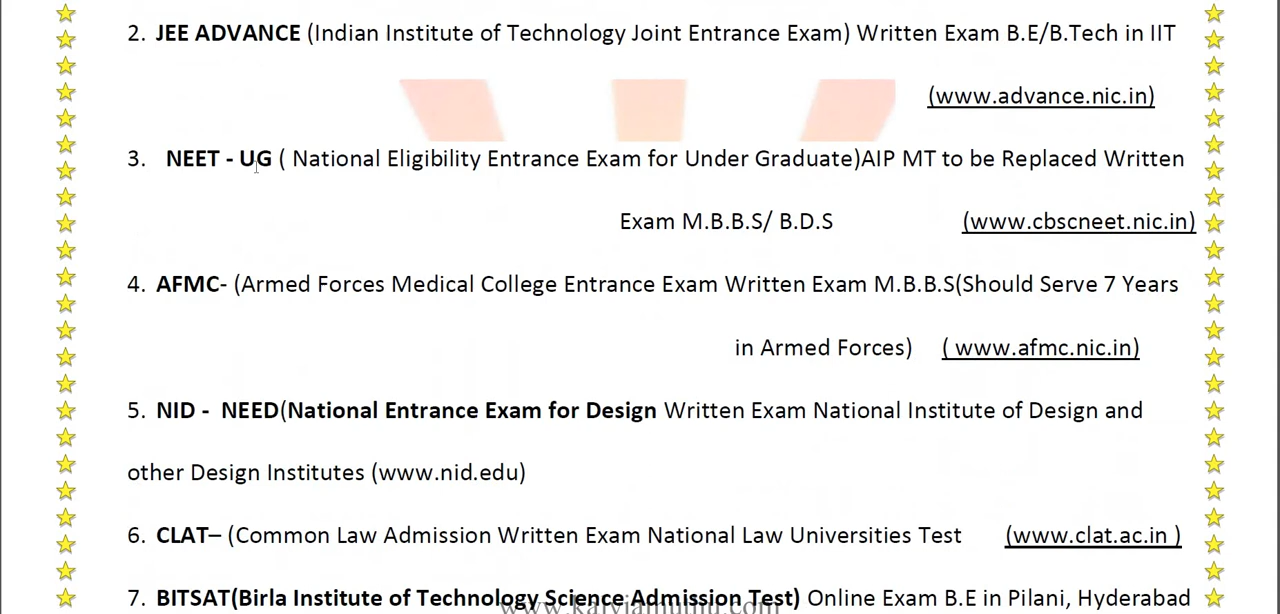 2. JEE ADVANCE (Indian Institute of Technology Joint Entrance Exam) Written Exam B.E/B.Tech in IIT
(www.advance.nic.in)
3. NEET - UG ( National Eligibility Entrance Exam for Under Graduate)AIP MT to be Replaced Written
Exam M.B.B.S/ B.D.S (www.cbscneet.nic.in)
4. AFMC- (Armed Forces Medical College Entrance Exam Written Exam M.B.B.S(Should Serve 7 Years
in Armed Forces) ( www.afmc.nic.in)
5. NID - NEED(National Entrance Exam for Design Written Exam National Institute of Design and
other Design Institutes (www.nid.edu)
6. CLAT– (Common Law Admission Written Exam National Law Universities Test (www.clat.ac.in )
7. BITSAT(Birla Institute of Technology Science Admission Test) Online Exam B.E in Pilani, Hyderabad